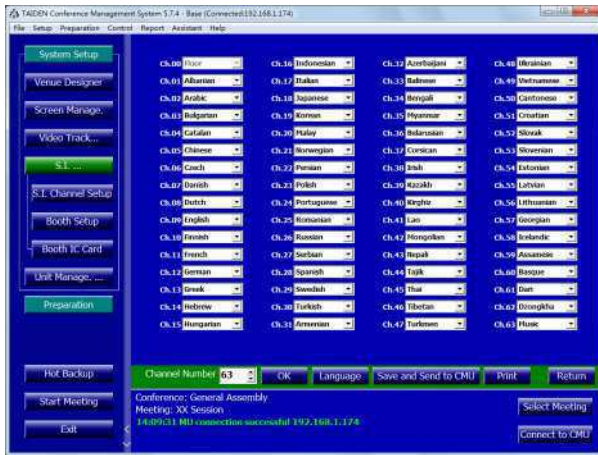 TAIDEN Conference Management System 5.7.4 - Base (Connected:192.168.1.174)
File Setup Preparation Control Report Assistant Help
System Setup
Venue Designer
Screen Manage.
Video Track...
S.I. ...
S.I. Channel Setup
Booth Setup
Booth IC Card
Unit Manage. ...
Preparation
Hot Backup
Start Meeting
Exit
Ch.00 Floor Ch.16 Indonesian Ch.32 Azerbaijani Ch.48 Ukrainian
Ch.01 Albanian Ch.17 Italian Ch.33 Balinese Ch.49 Vietnamese
Ch.02 Arabic Ch.18 Japanese Ch.34 Bengali Ch.50 Cantonese
Ch.03 Bulgarian Ch.19 Korean Ch.35 Myanmar Ch.51 Croatian
Ch.04 Catalan Ch.20 Malay Ch.36 Belarusian Ch.52 Slovak
Ch.05 Chinese Ch.21 Norwegian Ch.37 Corsican Ch.53 Slovenian
Ch.06 Czech Ch.22 Persian Ch.38 Irish Ch.54 Estonian
Ch.07 Danish Ch.23 Polish Ch.39 Kazakh Ch.55 Latvian
Ch.08 Dutch Ch.24 Portuguese Ch.40 Kirghiz Ch.56 Lithuanian
Ch.09 English Ch.25 Romanian Ch.41 Lao Ch.57 Georgian
Ch.10 Finnish Ch.26 Russian Ch.42 Mongolian Ch.58 Icelandic
Ch.11 French Ch.27 Serbian Ch.43 Nepali Ch.59 Assamese
Ch.12 German Ch.28 Spanish Ch.44 Tajik Ch.60 Basque
Ch.13 Greek Ch.29 Swedish Ch.45 Thai Ch.61 Dari
Ch.14 Hebrew Ch.30 Turkish Ch.46 Tibetan Ch.62 Dzongkha
Ch.15 Hungarian Ch.31 Armenian Ch.47 Turkmen Ch.63 Music
Channel Number 63 OK Language Save and Send to CMU Print Return
Conference: General Assembly
Meeting: XX Session
14:09:31 MU connection successful 192.168.1.174
Select Meeting
Connect to CMU